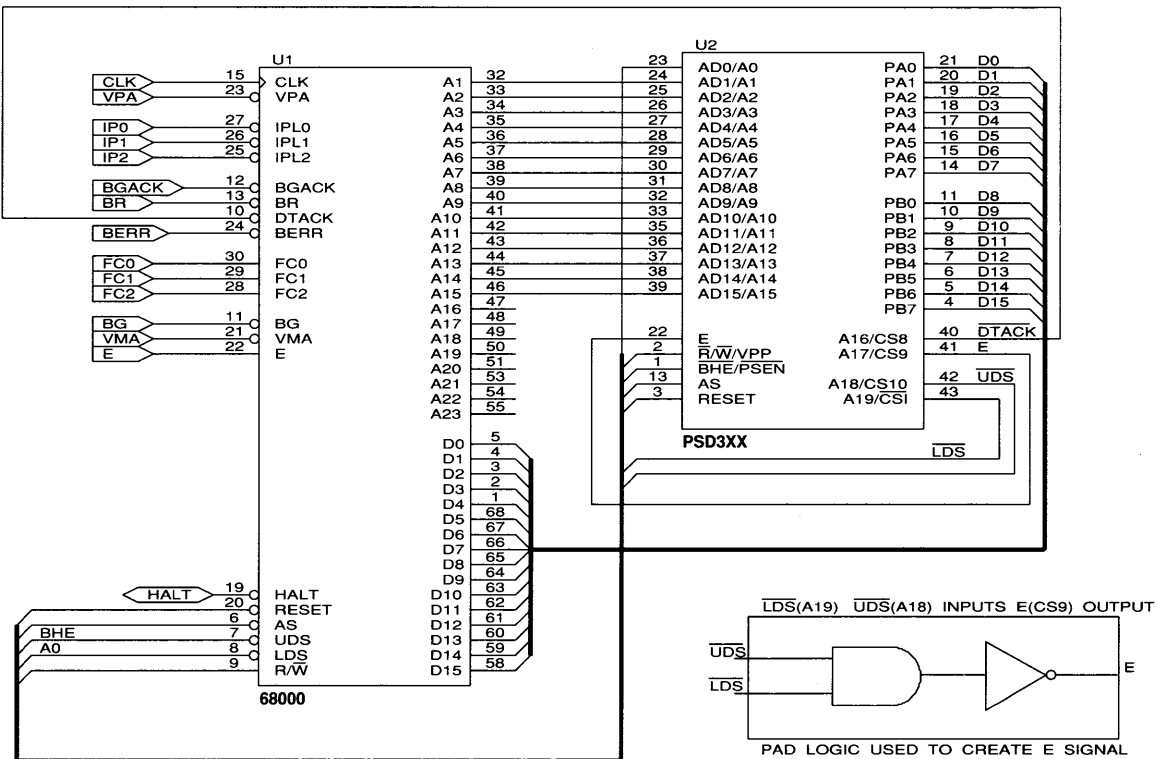 U1
CLK 15 CLK
VPA 23 VPA
IP0 27 IPL0
IP1 26 IPL1
IP2 25 IPL2
BGACK 12 BGACK
BR 13 BR
10 DTACK
BERR 24 BERR
FC0 30 FC0
FC1 29 FC1
FC2 28 FC2
BG 11 BG
VMA 21 VMA
E 22 E
HALT 19 HALT
20 RESET
6 AS
BHE 7 UDS
A0 8 LDS
9 R/W
A1 32
A2 33
A3 34
A4 35
A5 36
A6 37
A7 38
A8 39
A9 40
A10 41
A11 42
A12 43
A13 44
A14 45
A15 46
A16 47
A17 48
A18 49
A19 50
A20 51
A21 53
A22 54
A23 55
D0 5
D1 4
D2 3
D3 2
D4 1
D5 68
D6 67
D7 66
D8 65
D9 64
D10 63
D11 62
D12 61
D13 60
D14 59
D15 58
68000
U2
23 AD0/A0
24 AD1/A1
25 AD2/A2
26 AD3/A3
27 AD4/A4
28 AD5/A5
29 AD6/A6
30 AD7/A7
31 AD8/A8
32 AD9/A9
33 AD10/A10
35 AD11/A11
36 AD12/A12
37 AD13/A13
38 AD14/A14
39 AD15/A15
22 E
2 R/W/VPP
1 BHE/PSEN
13 AS
3 RESET
PA0 21 D0
PA1 20 D1
PA2 19 D2
PA3 18 D3
PA4 17 D4
PA5 16 D5
PA6 15 D6
PA7 14 D7
PB0 11 D8
PB1 10 D9
PB2 9 D10
PB3 8 D11
PB4 7 D12
PB5 6 D13
PB6 5 D14
PB7 4 D15
A16/CS8 40 DTACK
A17/CS9 41 E
A18/CS10 42 UDS
A19/CSI 43
PSD3XX
LDS
LDS(A19) UDS(A18) INPUTS E(CS9) OUTPUT
UDS
LDS
E
PAD LOGIC USED TO CREATE E SIGNAL